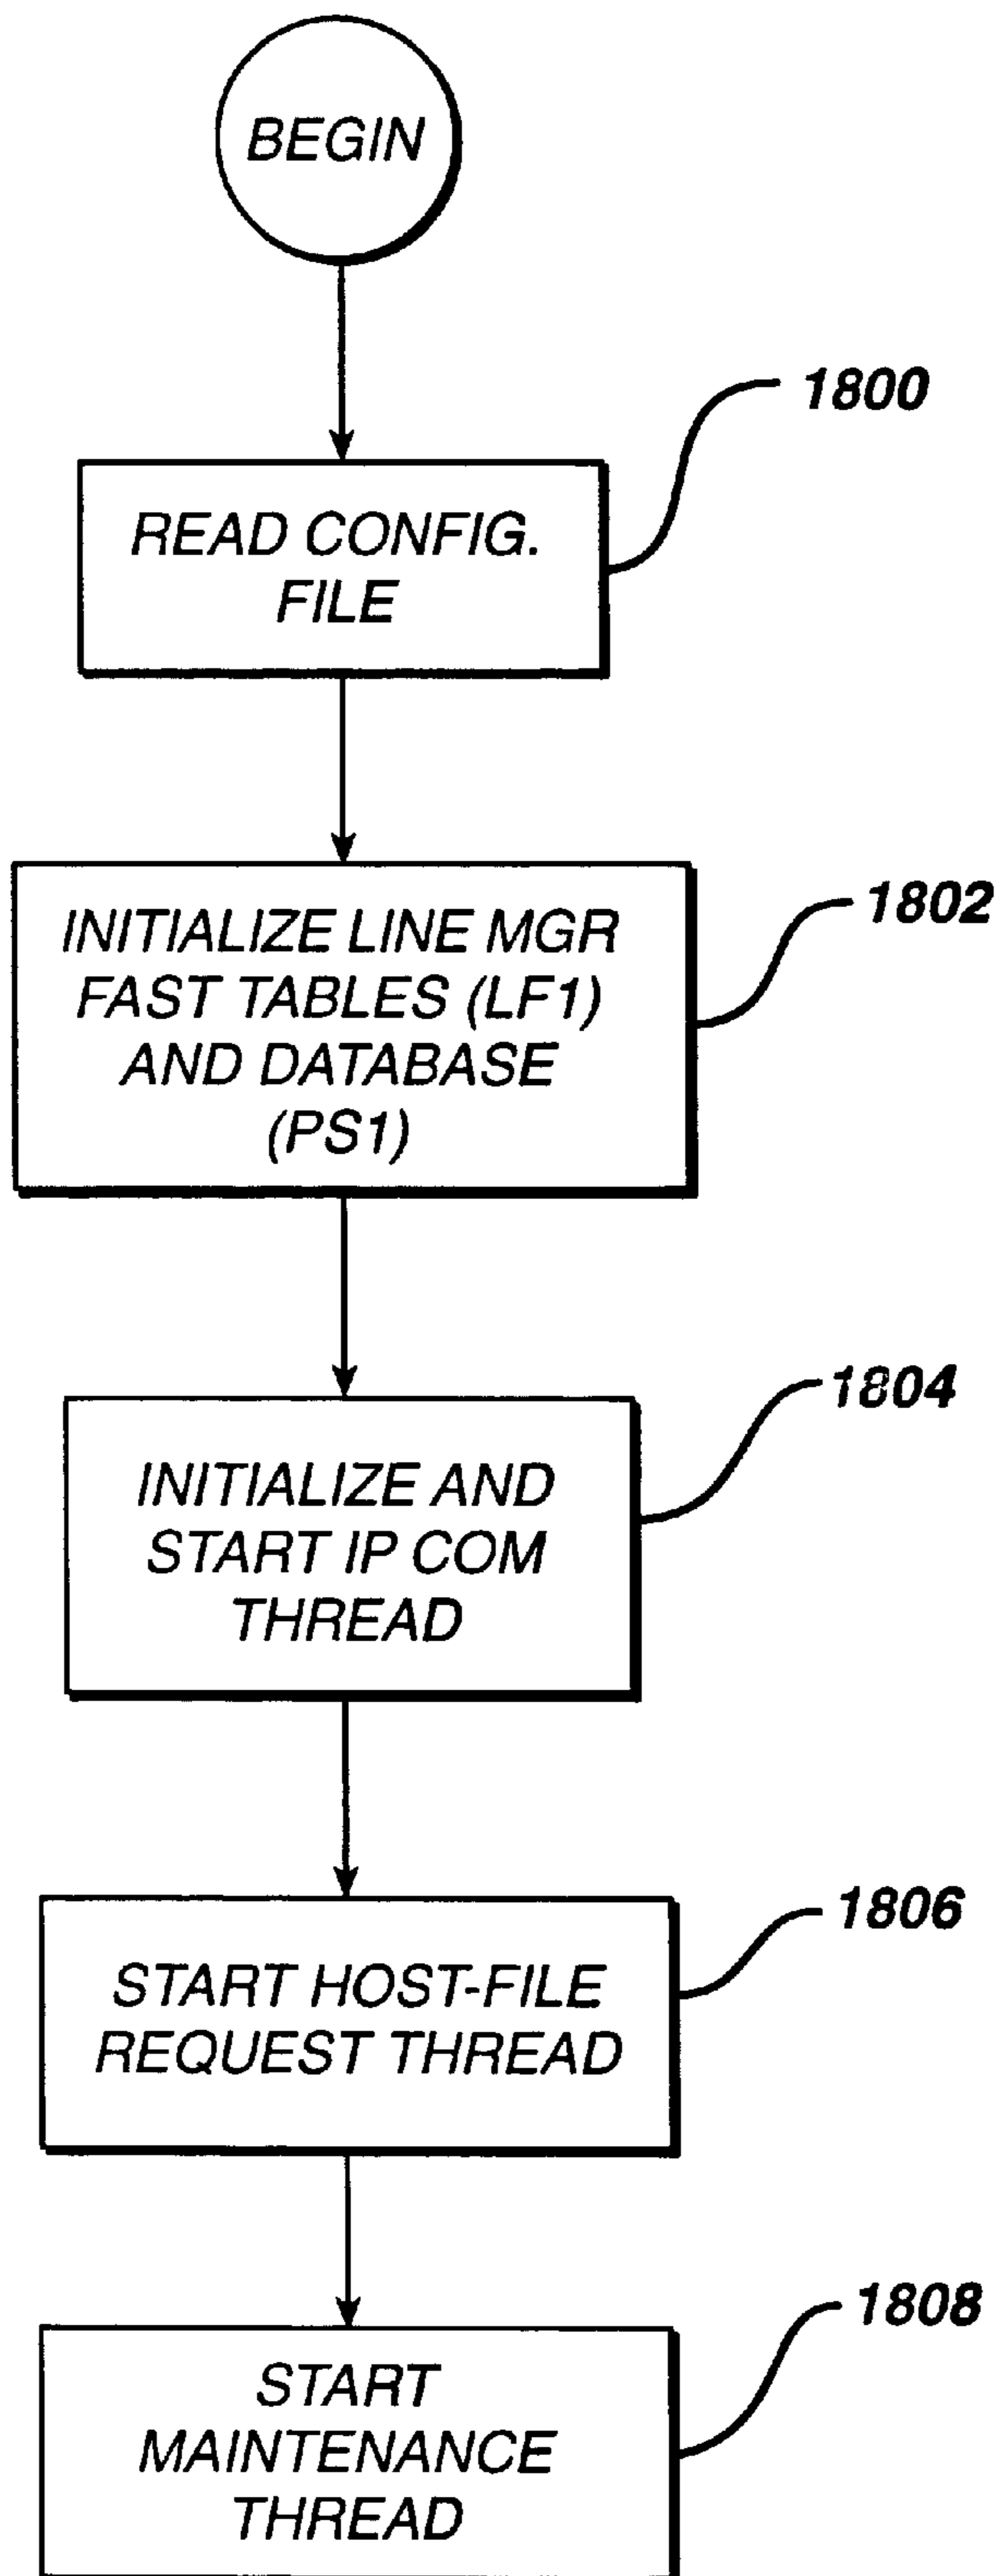 BEGIN
1800
READ CONFIG.
FILE
1802
INITIALIZE LINE MGR
FAST TABLES (LF1)
AND DATABASE
(PS1)
1804
INITIALIZE AND
START IP COM
THREAD
1806
START HOST-FILE
REQUEST THREAD
1808
START
MAINTENANCE
THREAD